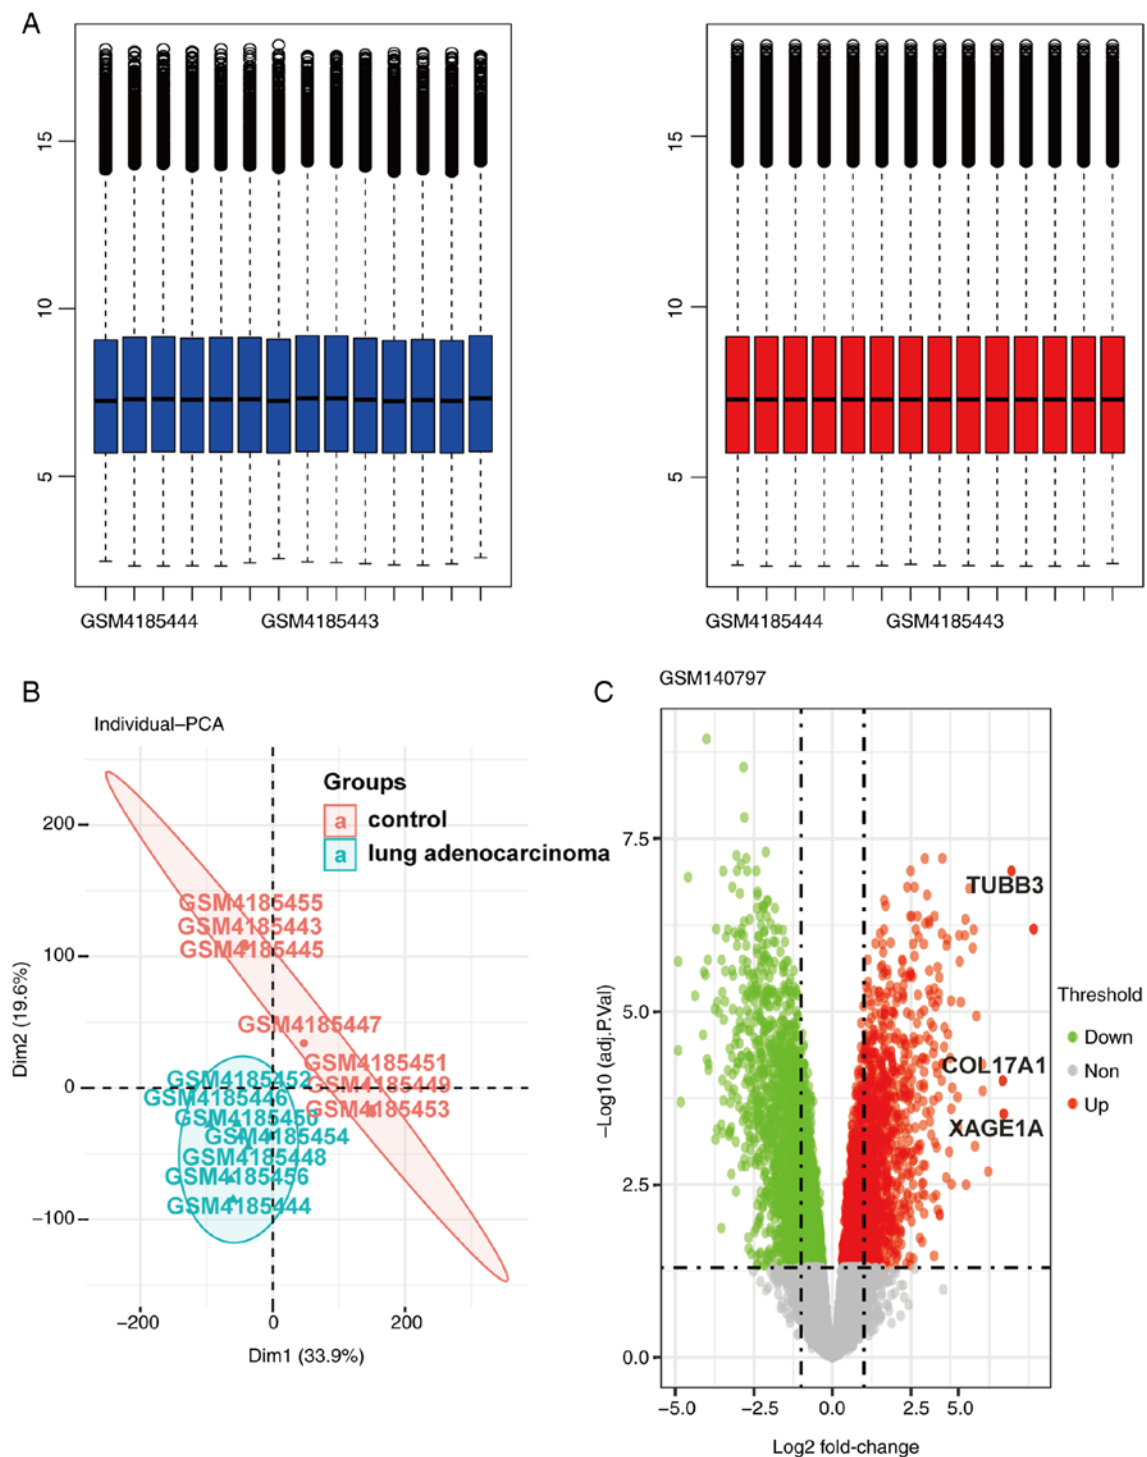 A
15
10
5
GSM4185444 GSM4185443
15
10
5
GSM4185444 GSM4185443
B
Individual–PCA
Groups
a control
a lung adenocarcinoma
200
100
0
−100
Dim2 (19.6%)
GSM4185455
GSM4185443
GSM4185445
GSM4185447
GSM4185451
GSM4185452
GSM4185449
GSM4185446
GSM4185453
GSM4185450
GSM4185454
GSM4185448
GSM4185456
GSM4185444
−200 0 200
Dim1 (33.9%)
C
GSM140797
7.5
5.0
2.5
0.0
−Log10 (adj.P.Val)
TUBB3
COL17A1
XAGE1A
Threshold
Down
Non
Up
−5.0 −2.5 0.0 2.5 5.0
Log2 fold-change